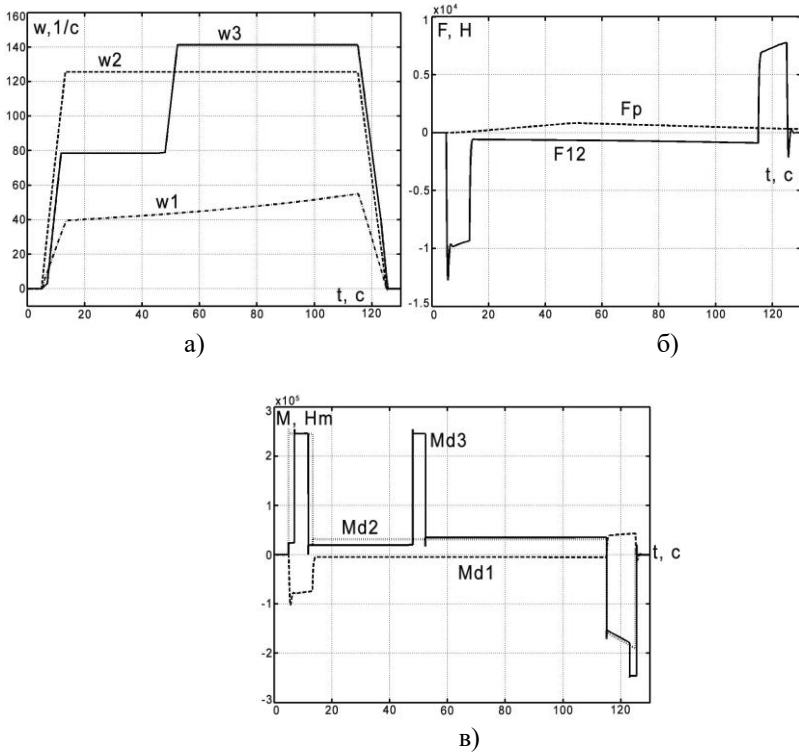 w,1/c
140
120
100
80
60
40
20
0
w2
w3
w1
t, c
0 20 40 60 80 100 120
а)
x10⁴
F, H
1
0.5
0
-0.5
-1
-1.5
Fp
F12
t, c
0 20 40 60 80 100 120
б)
x10⁵
M, Hm
3
2
1
0
-1
-2
-3
Md3
Md2
Md1
t, c
0 20 40 60 80 100 120
в)